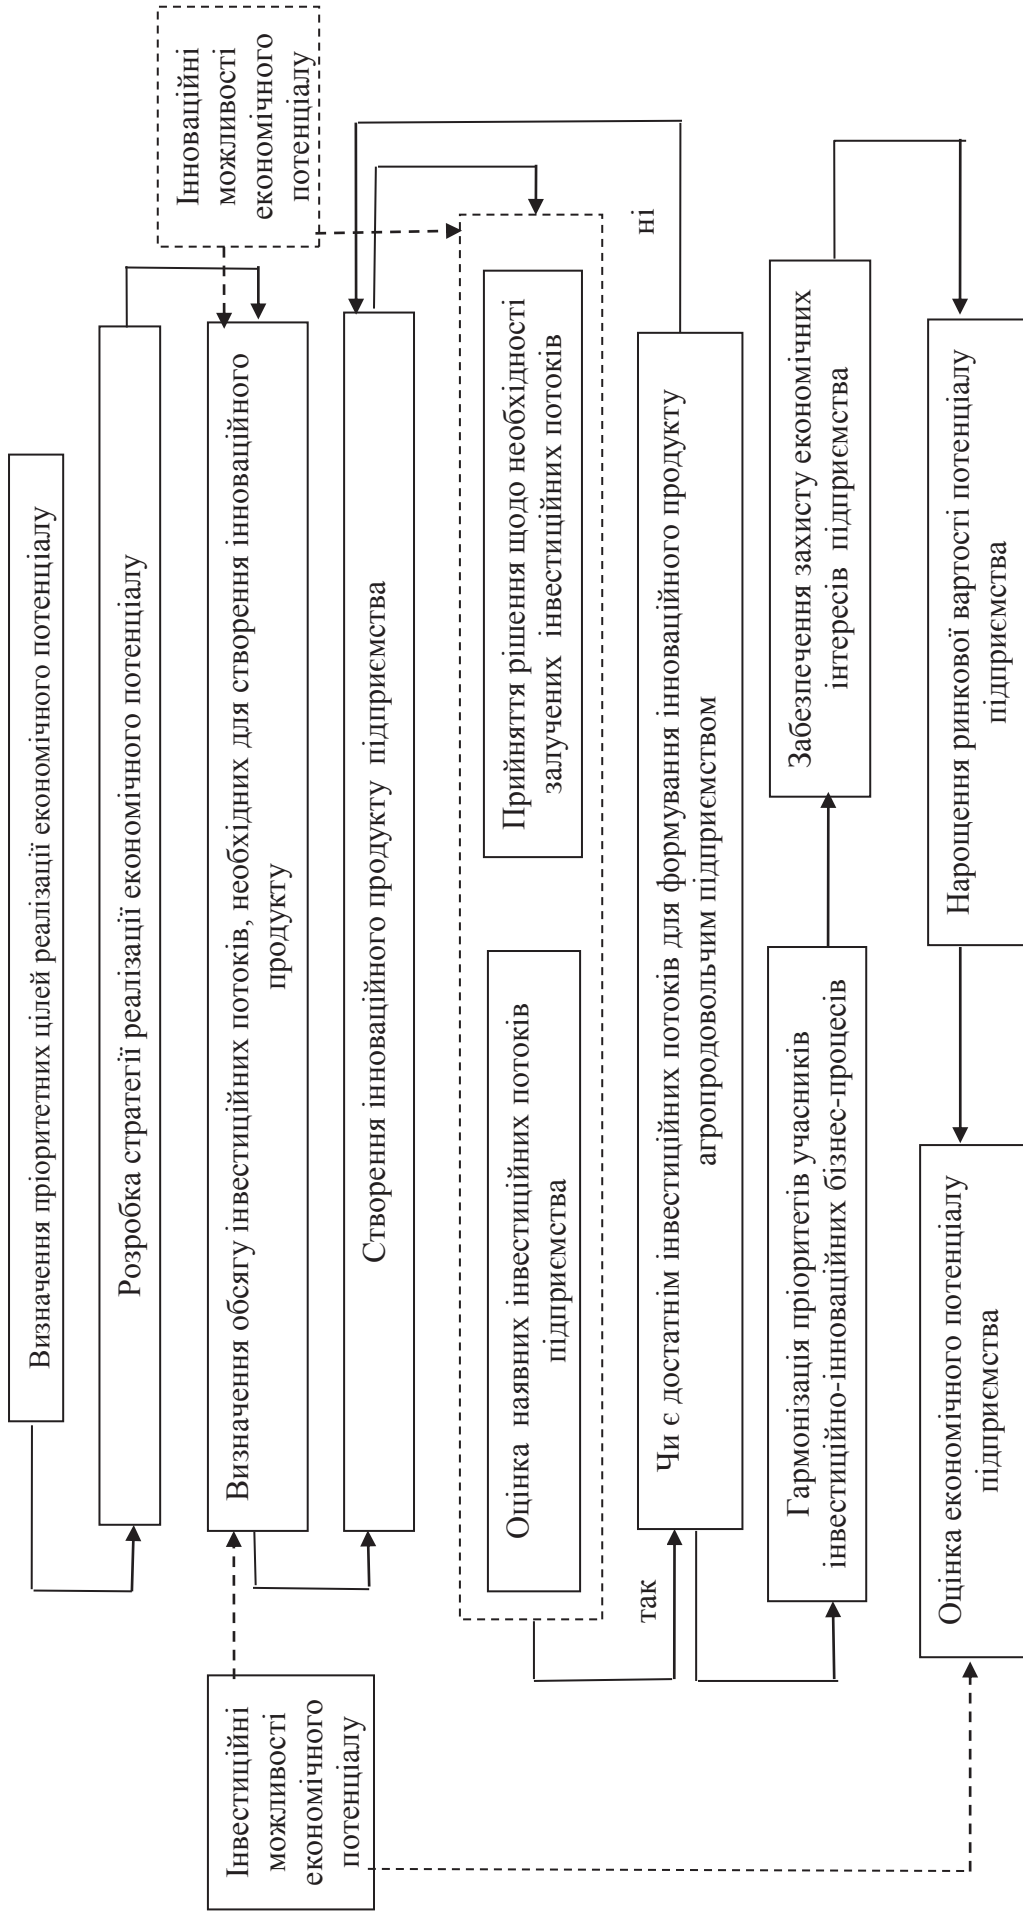 Визначення пріоритетних цілей реалізації економічного потенціалу
Розробка стратегії реалізації економічного потенціалу
Інноваційні
можливості
економічного
потенціалу
Інвестиційні
можливості
економічного
потенціалу
Визначення обсягу інвестиційних потоків, необхідних для створення інноваційного
продукту
Створення інноваційного продукту підприємства
Оцінка наявних інвестиційних потоків
підприємства
Прийняття рішення щодо необхідності
залучених інвестиційних потоків
так
ні
Чи є достатнім інвестиційних потоків для формування інноваційного продукту
агропродовольчим підприємством
Гармонізація пріоритетів учасників
інвестиційно-інноваційних бізнес-процесів
Забезпечення захисту економічних
інтересів підприємства
Оцінка економічного потенціалу
підприємства
Нарощення ринкової вартості потенціалу
підприємства